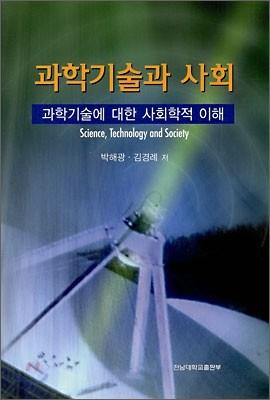 과학기술과 사회
과학기술에 대한 사회학적 이해
Science, Technology and Society
박해광 · 김경례 저
전남대학교출판부